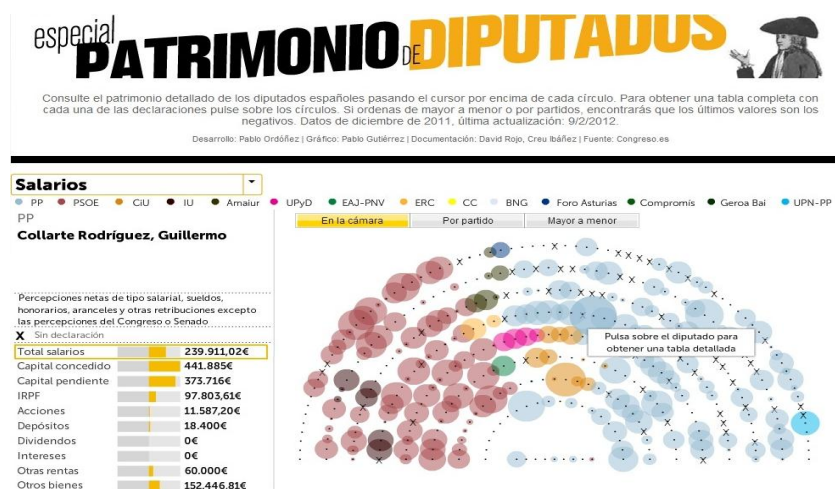 especial
PATRIMONIO DE DIPUTADOS
Consulte el patrimonio detallado de los diputados españoles pasando el cursor por encima de cada círculo. Para obtener una tabla completa con
cada una de las declaraciones pulse sobre los círculos. Si ordenas de mayor a menor o por partidos, encontrarás que los últimos valores son los
negativos. Datos de diciembre de 2011, última actualización: 9/2/2012.
Desarrollo: Pablo Ordóñez | Gráfico: Pablo Gutiérrez | Documentación: David Rojo, Creu Ibáñez | Fuente: Congreso.es
Salarios
PP PSOE CiU IU Amaiur UPyD EAJ-PNV ERC CC BNG Foro Asturias Compromís Geroa Bai UPN-PP
PP
En la cámara Por partido Mayor a menor
Collarte Rodríguez, Guillermo
Percepciones netas de tipo salarial, sueldos,
honorarios, aranceles y otras retribuciones excepto
las percepciones del Congreso o Senado
X Sin declaración
Pulsa sobre el diputado para
obtener una tabla detallada
Total salarios 239.911,02€
Capital concedido 441.885€
Capital pendiente 373.716€
IRPF 97.803,61€
Acciones 11.587,20€
Depósitos 18.400€
Dividendos 0€
Intereses 0€
Otras rentas 60.000€
Otros bienes 152.446.81€